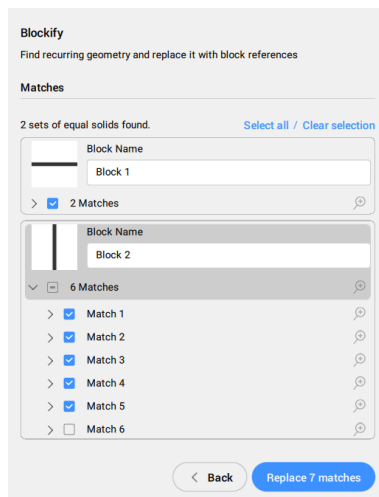 Blockify
Find recurring geometry and replace it with block references
Matches
2 sets of equal solids found. Select all / Clear selection
Block Name
Block 1
2 Matches
Block Name
Block 2
6 Matches
Match 1
Match 2
Match 3
Match 4
Match 5
Match 6
Back Replace 7 matches